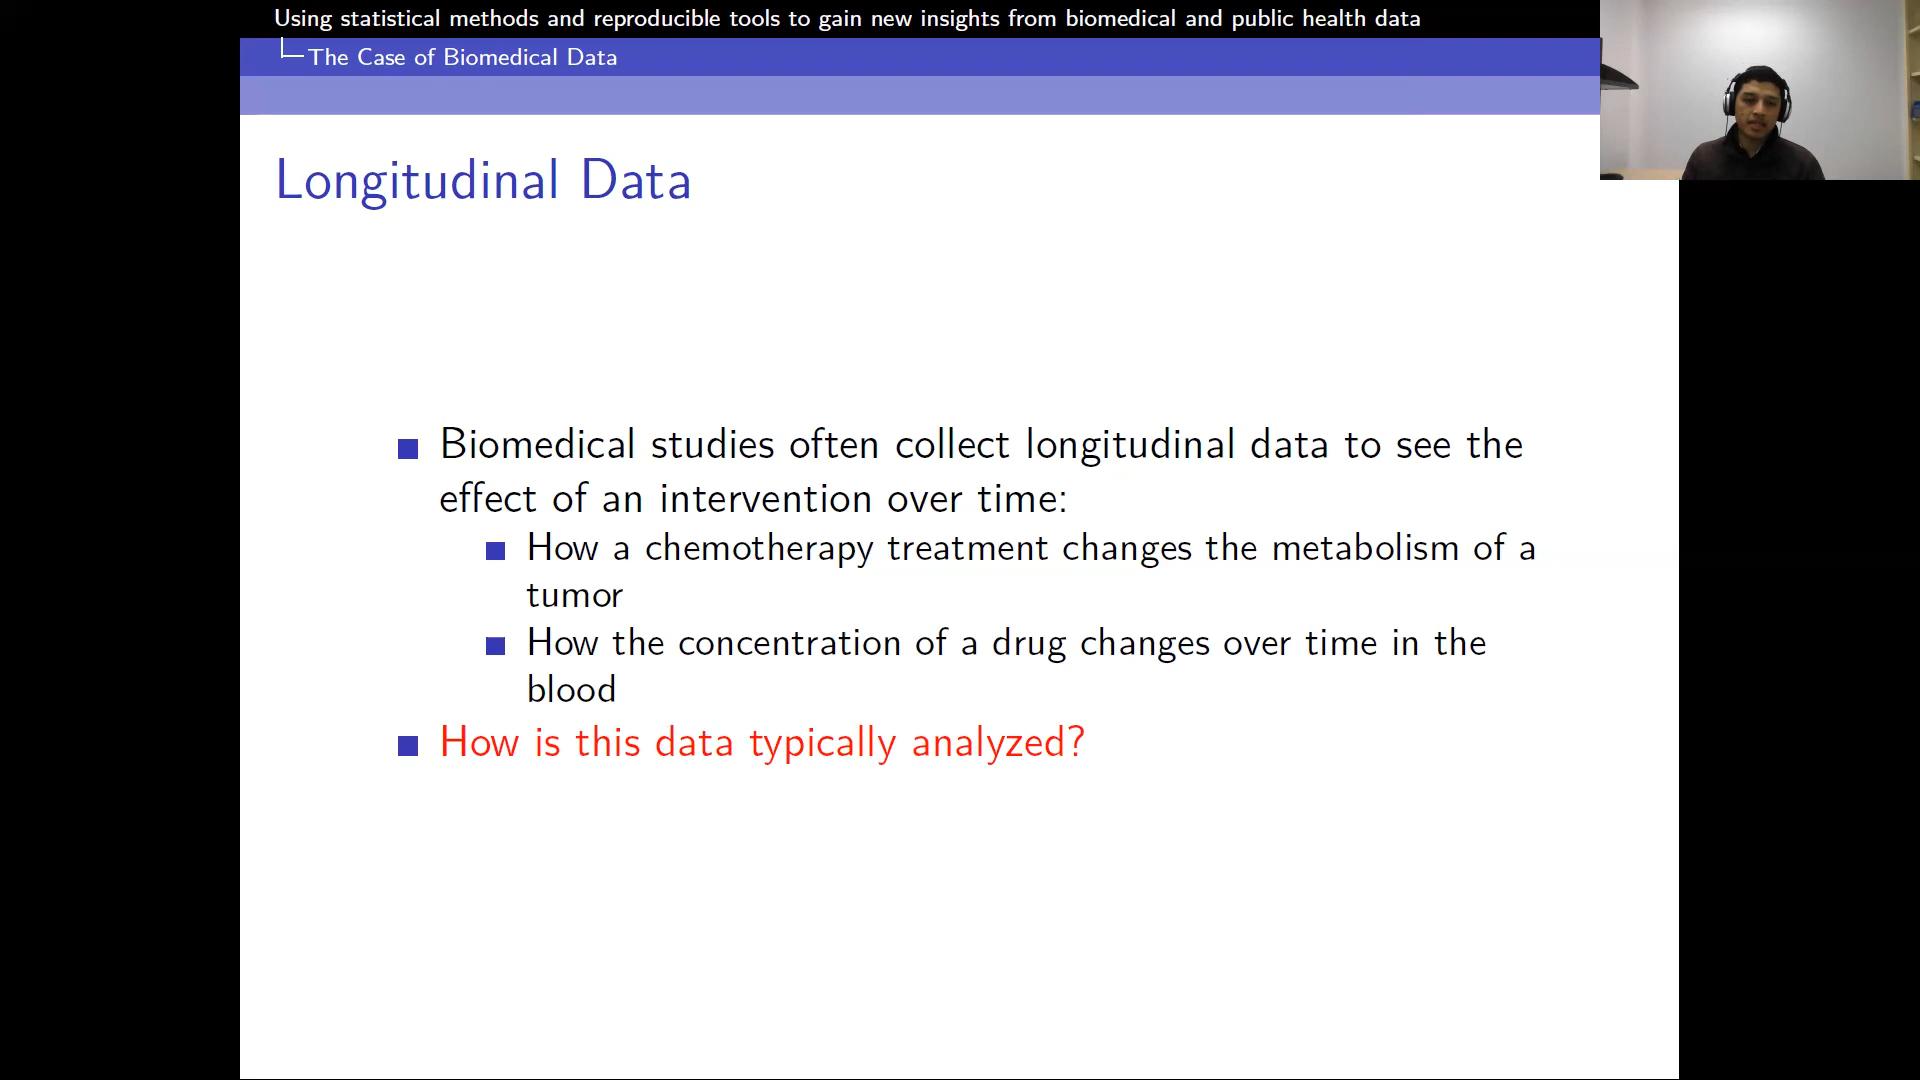 Using statistical methods and reproducible tools to gain new insights from biomedical and public health data
The Case of Biomedical Data
Longitudinal Data
Biomedical studies often collect longitudinal data to see the
effect of an intervention over time:
How a chemotherapy treatment changes the metabolism of a
tumor
How the concentration of a drug changes over time in the
blood
How is this data typically analyzed?